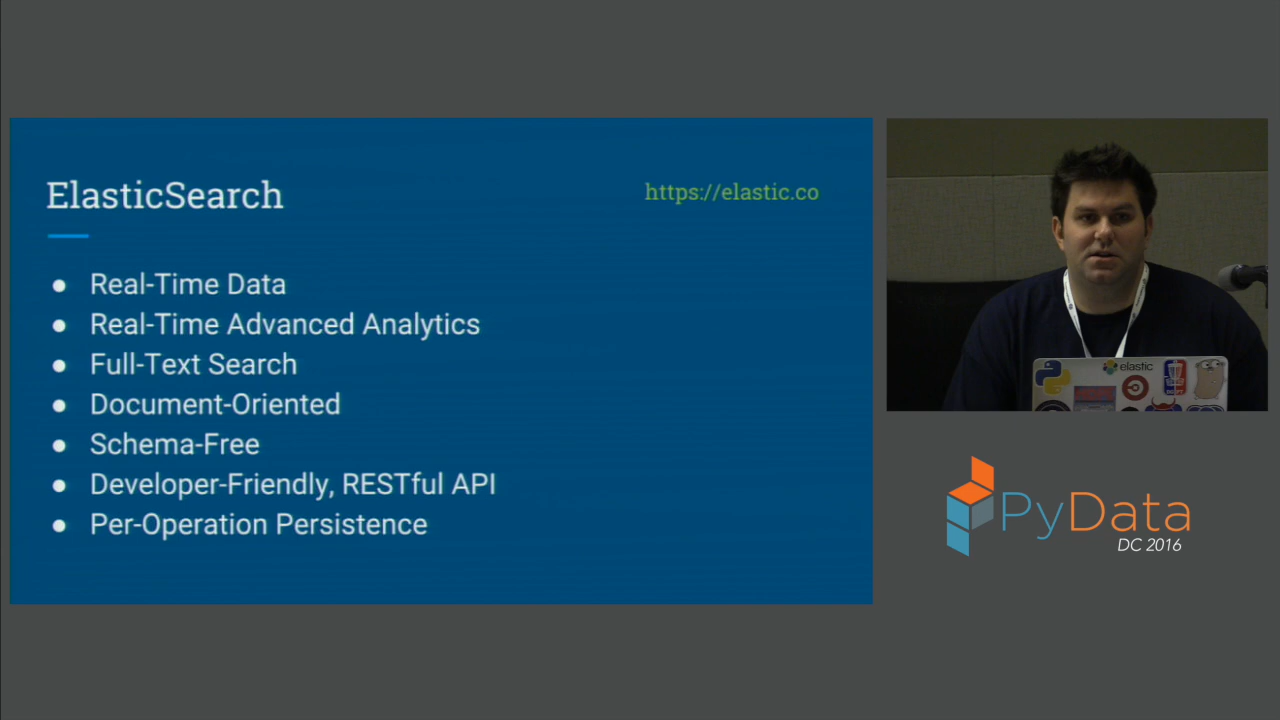 ElasticSearch
https://elastic.co
● Real-Time Data
● Real-Time Advanced Analytics
● Full-Text Search
● Document-Oriented
● Schema-Free
● Developer-Friendly, RESTful API
● Per-Operation Persistence
elastic
PyData
DC 2016